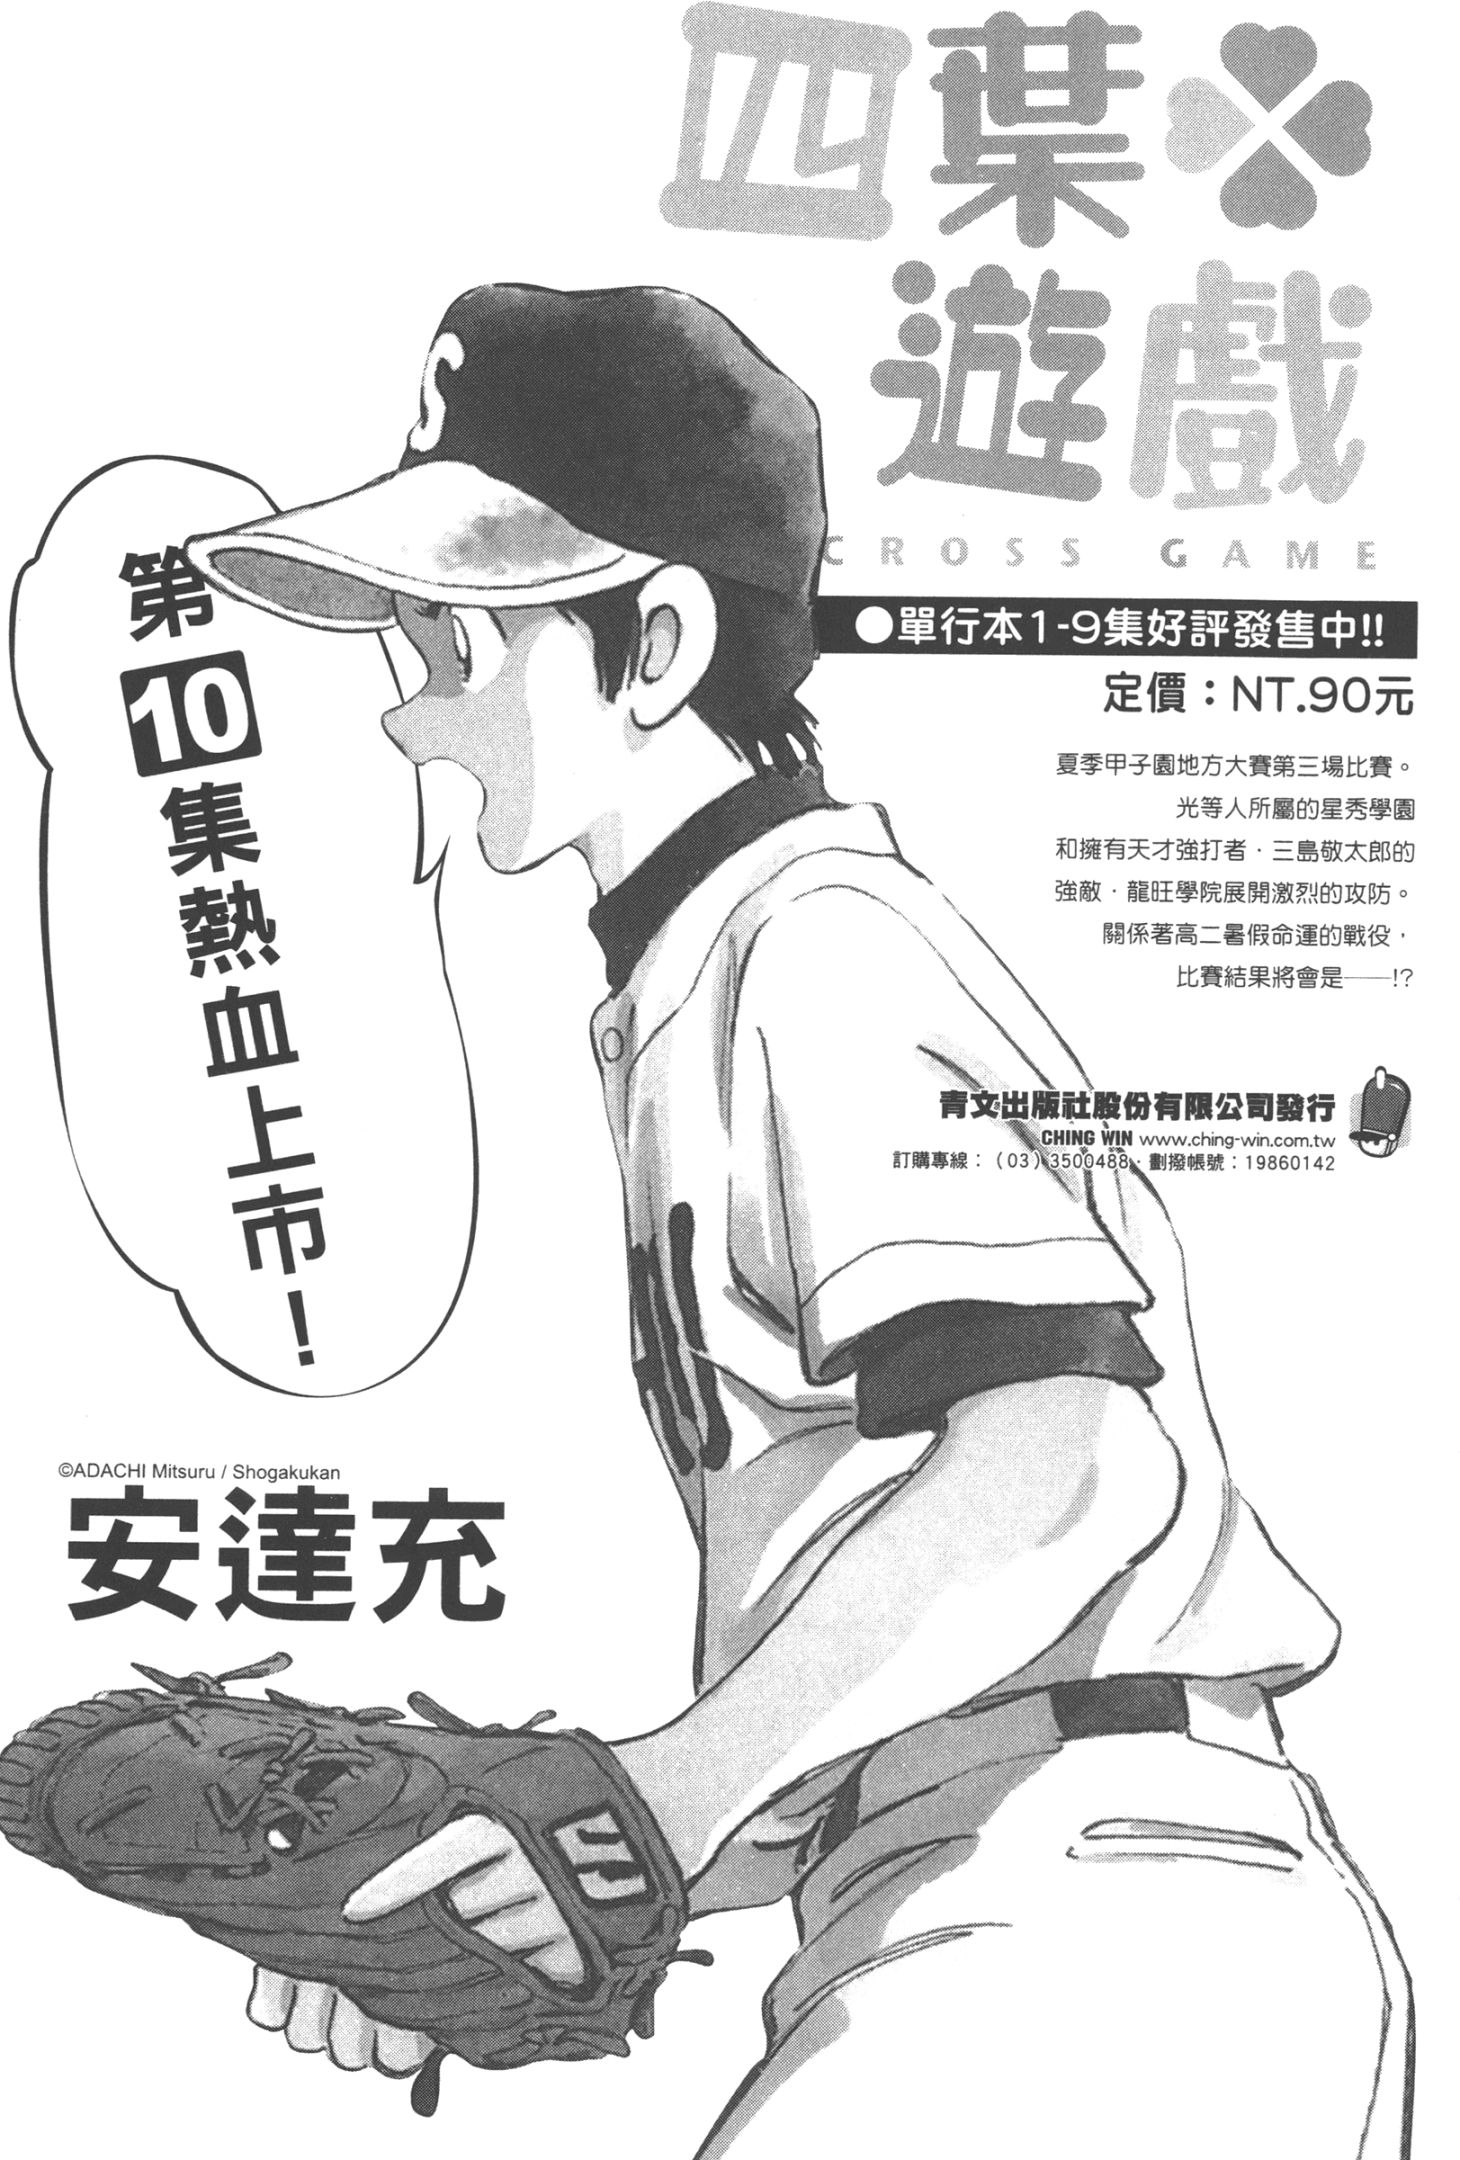 四葉
遊戲
CROSS GAME
●單行本1-9集好評發售中!!
定價：NT.90元
夏季甲子園地方大賽第三場比賽。
光等人所屬的星秀學園
和擁有天才強打者‧三島敬太郎的
強敵‧龍旺學院展開激烈的攻防。
關係著高二暑假命運的戰役，
比賽結果將會是——!?
第10集熱血上市！
青文出版社股份有限公司發行
CHING WIN www.ching-win.com.tw
訂購專線：（03）3500488‧劃撥帳號：19860142
©ADACHI Mitsuru / Shogakukan
安達充
S